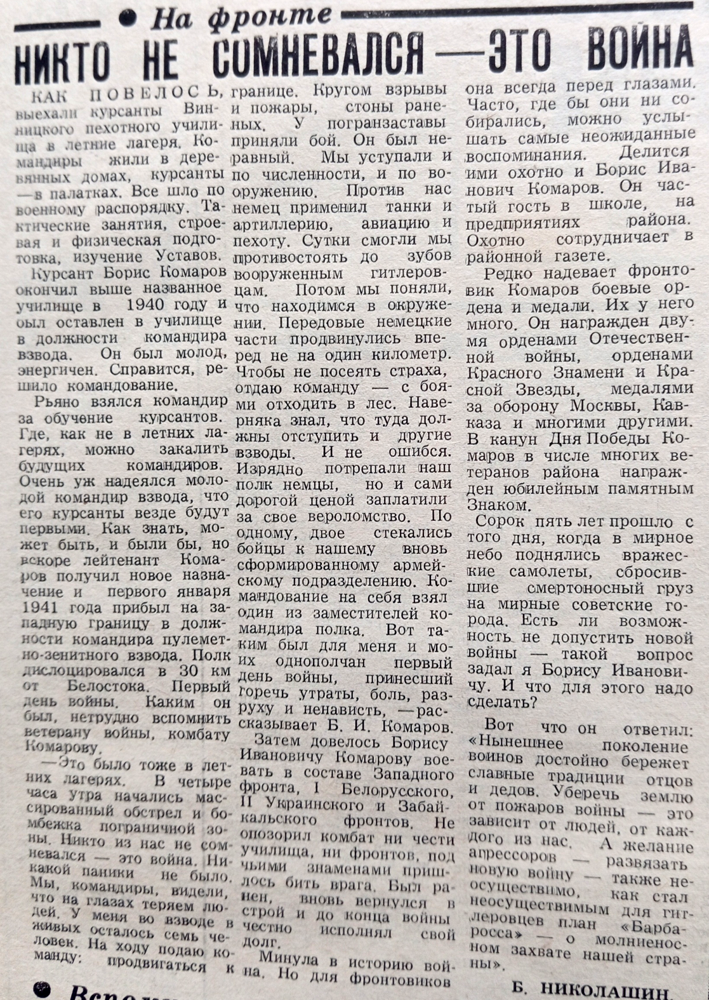 ● На фронте
НИКТО НЕ СОМНЕВАЛСЯ — ЭТО ВОЙНА
КАК ПОВЕЛОСЬ,
выехали курсанты Вин-
ницкого пехотного учили-
ща в летние лагеря. Ко-
мандиры жили в дере-
вянных домах, курсанты
—в палатках. Все шло по
военному распорядку. Та-
ктические занятия, строе-
вая и физическая подго-
товка, изучение Уставов.
Курсант Борис Комаров
окончил выше названное
училище в 1940 году и
был оставлен в училище
в должности командира
взвода. Он был молод,
энергичен. Справится, ре-
шило командование.
Рьяно взялся командир
за обучение курсантов.
Где, как не в летних ла-
герях, можно закалить
будущих командиров.
Очень уж надеялся моло-
дой командир взвода, что
его курсанты везде будут
первыми. Как знать, мо-
жет быть, и были бы, но
вскоре лейтенант Кома-
ров получил новое назна-
чение и первого января
1941 года прибыл на за-
падную границу в долж-
ности командира пулемет-
но-зенитного взвода. Полк
дислоцировался в 30 км
от Белостока. Первый
день войны. Каким он
был, нетрудно вспомнить
ветерану войны, комбату
Комарову.
—Это было тоже в лет-
них лагерях. В четыре
часа утра начались мас-
сированный обстрел и бо-
мбежка пограничной зо-
ны. Никто из нас не сом-
невался — это война. Ни-
какой паники не было.
Мы, командиры, видели,
что на глазах теряем лю-
дей. У меня во взводе в
живых осталось семь че-
ловек. На ходу подаю ко-
манду: продвигаться к
границе. Кругом взрывы
и пожары, стоны ране-
ных. У погранзаставы
приняли бой. Он был не-
равный. Мы уступали и
по численности, и по во-
оружению. Против нас
немец применил танки и
артиллерию, авиацию и
пехоту. Сутки смогли мы
противостоять до зубов
вооруженным гитлеров-
цам. Потом мы поняли,
что находимся в окруже-
нии. Передовые немецкие
части продвинулись впе-
ред не на один километр.
Чтобы не посеять страха,
отдаю команду — с боя-
ми отходить в лес. Наве-
рняка знал, что туда дол-
жны отступить и другие
взводы. И не ошибся.
Изрядно потрепали наш
полк немцы, но и сами
дорогой ценой заплатили
за свое вероломство. По
одному, двое стекались
бойцы к нашему вновь
сформированному армей-
скому подразделению. Ко-
мандование на себя взял
один из заместителей ко-
мандира полка. Вот та-
ким был для меня и мо-
их однополчан первый
день войны, принесший
горечь утраты, боль, раз-
руху и ненависть, —рас-
сказывает Б. И. Комаров.
Затем довелось Борису
Ивановичу Комарову вое-
вать в составе Западного
фронта, I Белорусского,
II Украинского и Забай-
кальского фронтов. Не
опозорил комбат ни чести
училища, ни фронтов, под
чьими знаменами приш-
лось бить врага. Был ра-
нен, вновь вернулся в
строй и до конца войны
честно исполнял свой
долг.
Минула в историю вой-
на. Но для фронтовиков
она всегда перед глазами.
Часто, где бы они ни со-
бирались, можно услы-
шать самые неожиданные
воспоминания. Делится
ими охотно и Борис Ива-
нович Комаров. Он час-
тый гость в школе, на
предприятиях района.
Охотно сотрудничает в
районной газете.
Редко надевает фронто-
вик Комаров боевые ор-
дена и медали. Их у него
много. Он награжден дву-
мя орденами Отечествен-
ной войны, орденами
Красного Знамени и Кра-
сной Звезды, медалями
за оборону Москвы, Кав-
каза и многими другими.
В канун Дня Победы Ко-
маров в числе многих ве-
теранов района награж-
ден юбилейным памятным
Знаком.
Сорок пять лет прошло с
того дня, когда в мирное
небо поднялись вражес-
кие самолеты, сбросив-
шие смертоносный груз
на мирные советские го-
рода. Есть ли возмож-
ность не допустить новой
войны — такой вопрос
задал я Борису Иванови-
чу. И что для этого надо
сделать?
Вот что он ответил:
«Нынешнее поколение
воинов достойно бережет
славные традиции отцов
и дедов. Уберечь землю
от пожаров войны — это
зависит от людей, от каж-
дого из нас. А желание
агрессоров — развязать
новую войну — также не-
осуществимо, как стал
неосуществимым для гит-
леровцев план «Барба-
росса» — о молниенос-
ном захвате нашей стра-
ны».
Б. НИКОЛАШИН.
●